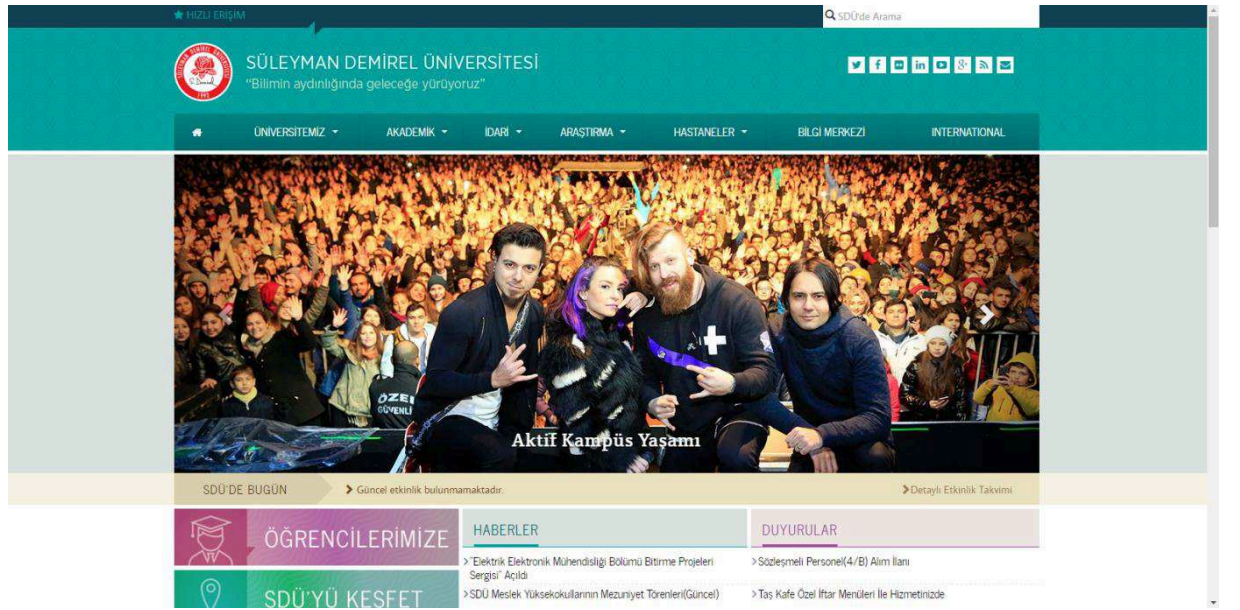 HIZLI ERİŞİM
SDÜ'de Arama
SÜLEYMAN DEMİREL ÜNİVERSİTESİ
"Bilimin aydınlığında geleceğe yürüyoruz"
ÜNİVERSİTEMİZ
AKADEMİK
İDARİ
ARAŞTIRMA
HASTANELER
BİLGİ MERKEZİ
INTERNATIONAL
ÖZEL
GÜVENLİ
Aktif Kampüs Yaşamı
SDÜ'DE BUGÜN
Güncel etkinlik bulunmamaktadır.
Detaylı Etkinlik Takvimi
ÖĞRENCİLERİMİZE
SDÜ'YÜ KEŞFET
HABERLER
"Elektrik Elektronik Mühendisliği Bölümü Bitirme Projeleri
Sergisi" Açıldı
SDÜ Meslek Yüksekokullarının Mezuniyet Törenleri(Güncel)
DUYURULAR
Sözleşmeli Personel(4/B) Alım İlanı
Taş Kafe Özel İftar Menüleri İle Hizmetinizde